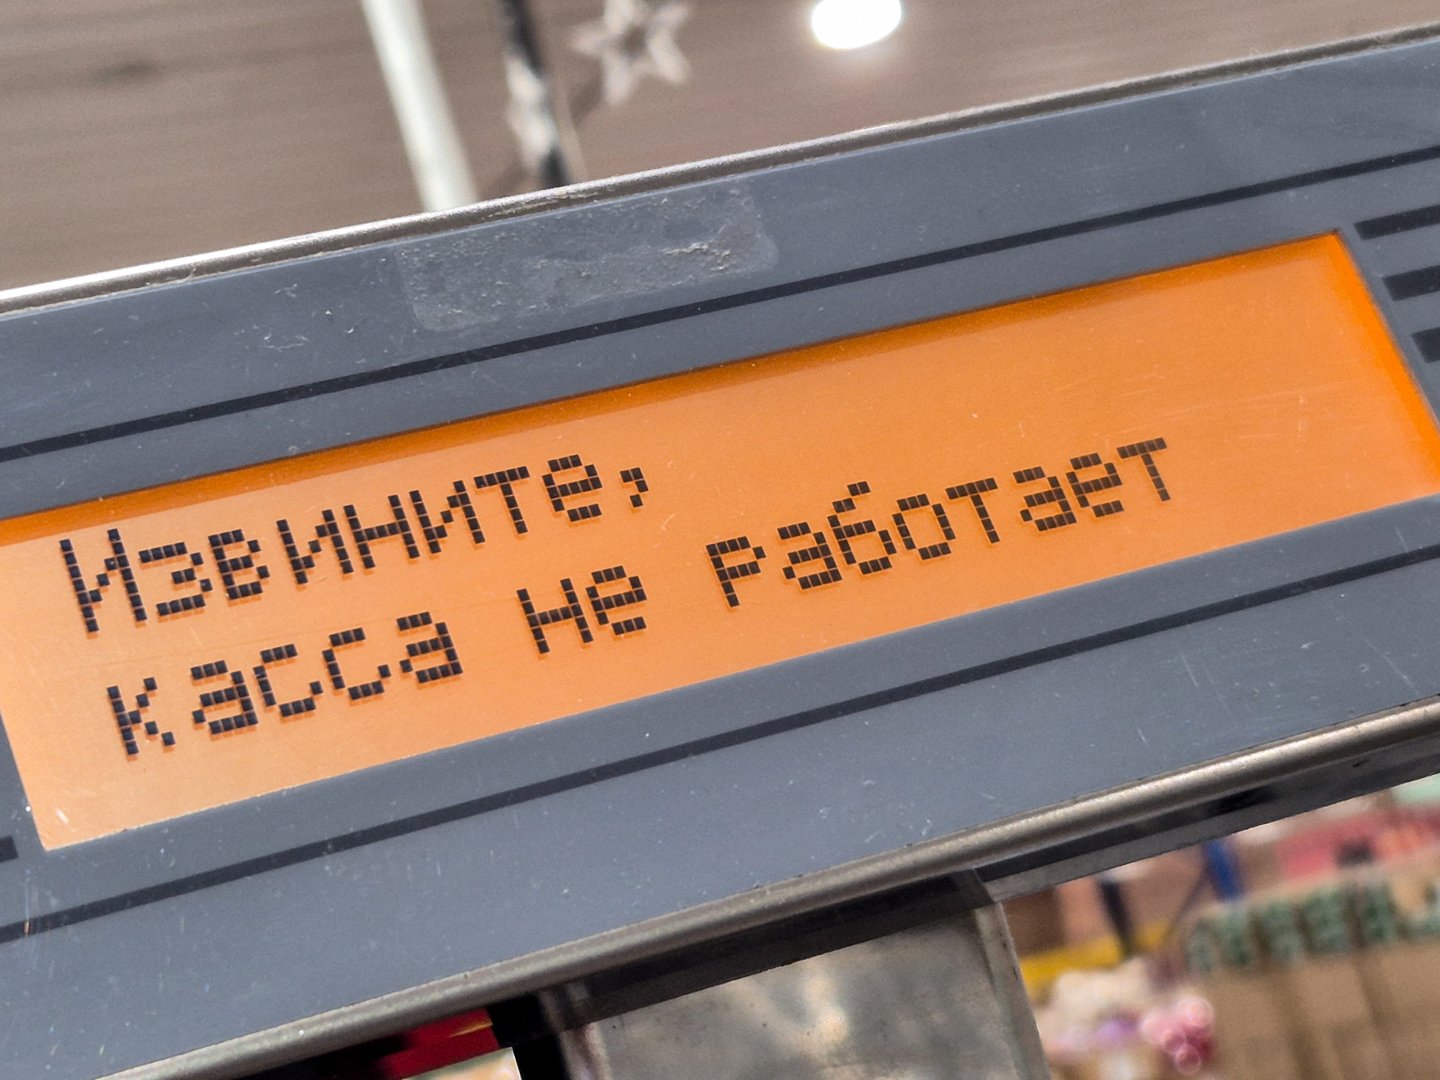 Извините,
касса не работает